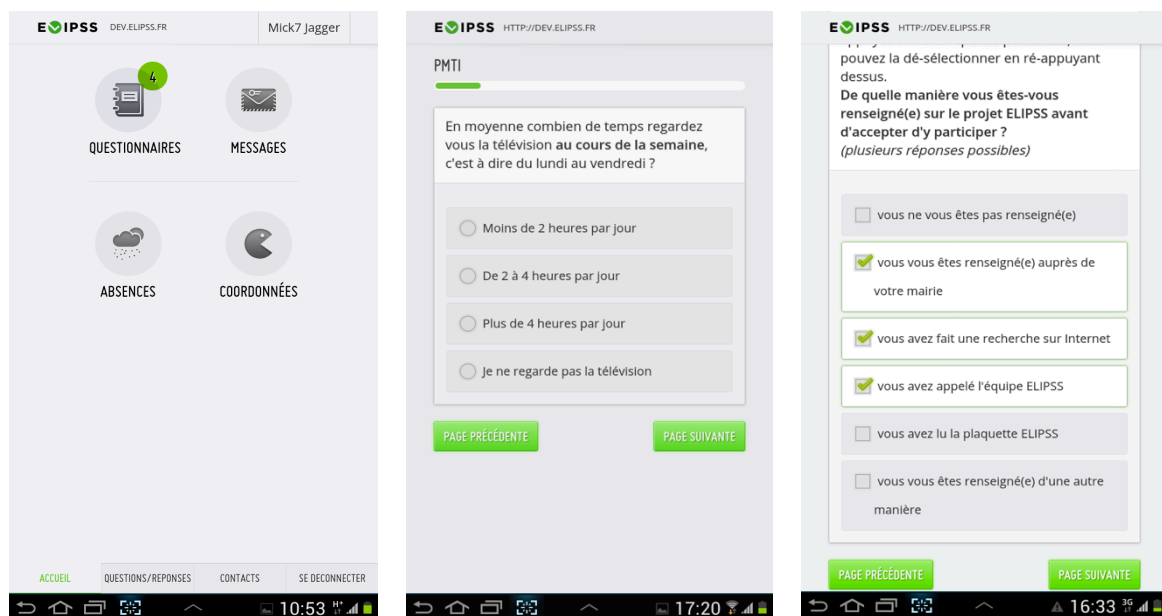 ELIPSS DEV.ELIPSS.FR
Mick7 Jagger
4
QUESTIONNAIRES
MESSAGES
ABSENCES
COORDONNÉES
ACCUEIL
QUESTIONS/REPONSES
CONTACTS
SE DECONNECTER
10:53 H+
ELIPSS HTTP://DEV.ELIPSS.FR
PMTI
En moyenne combien de temps regardez
vous la télévision au cours de la semaine,
c'est à dire du lundi au vendredi ?
Moins de 2 heures par jour
De 2 à 4 heures par jour
Plus de 4 heures par jour
Je ne regarde pas la télévision
PAGE PRÉCÉDENTE
PAGE SUIVANTE
17:20
ELIPSS HTTP://DEV.ELIPSS.FR
pouvez la dé-sélectionner en ré-appuyant
dessus.
De quelle manière vous êtes-vous
renseigné(e) sur le projet ELIPSS avant
d'accepter d'y participer ?
(plusieurs réponses possibles)
vous ne vous êtes pas renseigné(e)
vous vous êtes renseigné(e) auprès de
votre mairie
vous avez fait une recherche sur Internet
vous avez appelé l'équipe ELIPSS
vous avez lu la plaquette ELIPSS
vous vous êtes renseigné(e) d'une autre
manière
PAGE PRÉCÉDENTE
PAGE SUIVANTE
16:33 3G